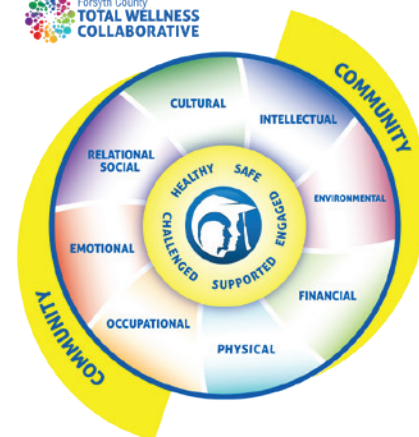 Forsyth County
TOTAL WELLNESS
COLLABORATIVE
COMMUNITY
CULTURAL
INTELLECTUAL
RELATIONAL
SOCIAL
ENVIRONMENTAL
HEALTHY
SAFE
ENGAGED
SUPPORTED
CHALLENGED
EMOTIONAL
FINANCIAL
OCCUPATIONAL
PHYSICAL
COMMUNITY